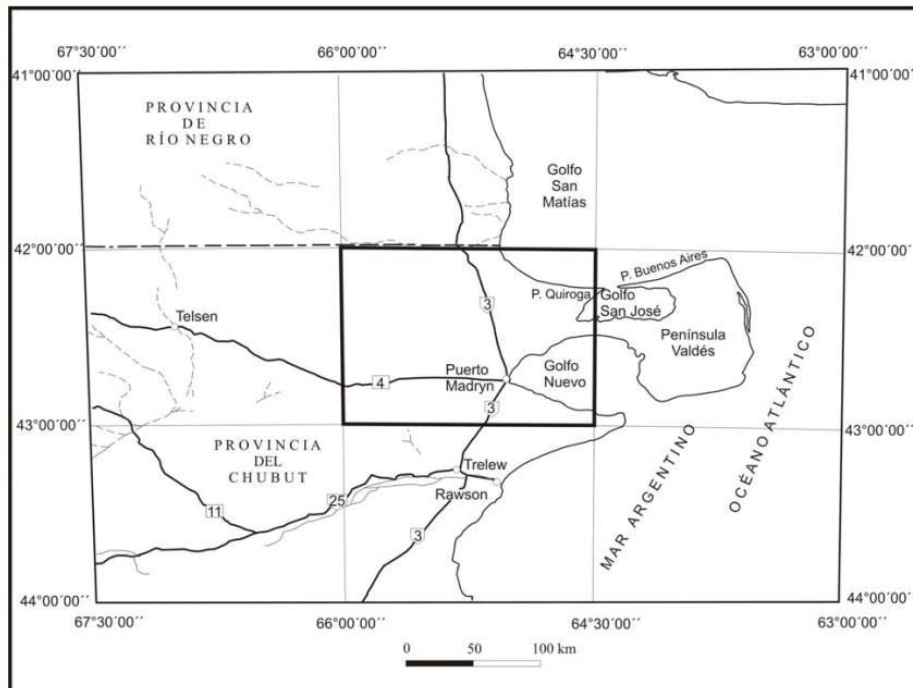 67°30´00´´ 66°00´00´´ 64°30´00´´ 63°00´00´´
41°00´00´´ 41°00´00´´
PROVINCIA
DE
RÍO NEGRO
Golfo
San
Matías
42°00´00´´ 42°00´00´´
P. Buenos Aires
P. Quiroga
Golfo
San José
3
Telsen
Península
Valdés
Puerto
Madryn
Golfo
Nuevo
4
3
43°00´00´´ 43°00´00´´
PROVINCIA
DEL
CHUBUT
Trelew
Rawson
25
11
3
MAR ARGENTINO
OCÉANO ATLÁNTICO
44°00´00´´ 44°00´00´´
67°30´00´´ 66°00´00´´ 64°30´00´´ 63°00´00´´
0 50 100 km